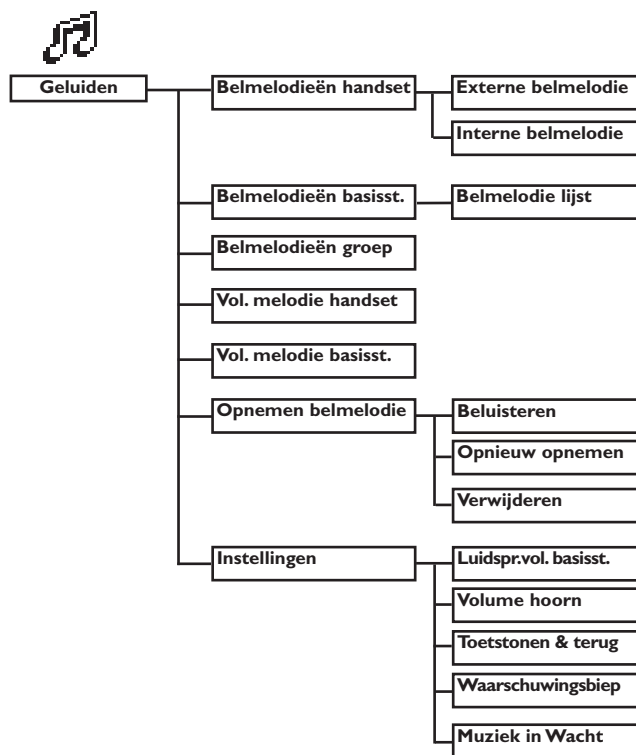 Geluiden
Belmelodieën handset
Externe belmelodie
Interne belmelodie
Belmelodieën basisst.
Belmelodie lijst
Belmelodieën groep
Vol. melodie handset
Vol. melodie basisst.
Opnemen belmelodie
Beluisteren
Opnieuw opnemen
Verwijderen
Instellingen
Luidspr.vol. basisst.
Volume hoorn
Toetstonen & terug
Waarschuwingsbiep
Muziek in Wacht